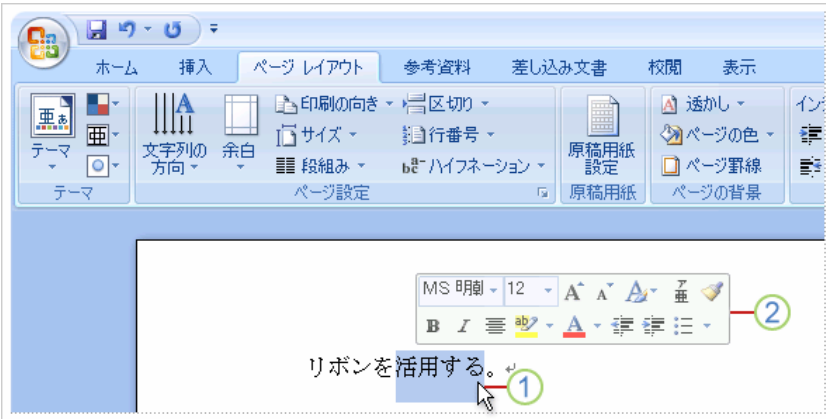 ホーム 挿入 ページ レイアウト 参考資料 差し込み文書 校閲 表示
亜あ 印刷の向き 区切り 透かし イン
亜 サイズ 行番号 ページの色
テーマ 文字列の方向 余白 段組み ハイフネーション 原稿用紙設定 ページ罫線
テーマ ページ設定 原稿用紙 ページの背景
MS 明朝 12 A A A 亜
B I ab A
2
リボンを活用する。
1